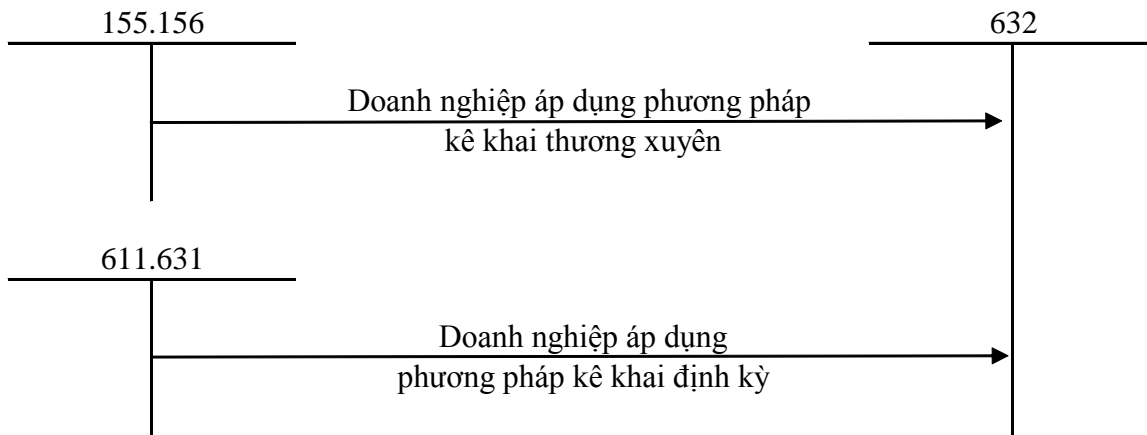 155.156
632
Doanh nghiệp áp dụng phương pháp
kê khai thương xuyên
611.631
Doanh nghiệp áp dụng
phương pháp kê khai định kỳ